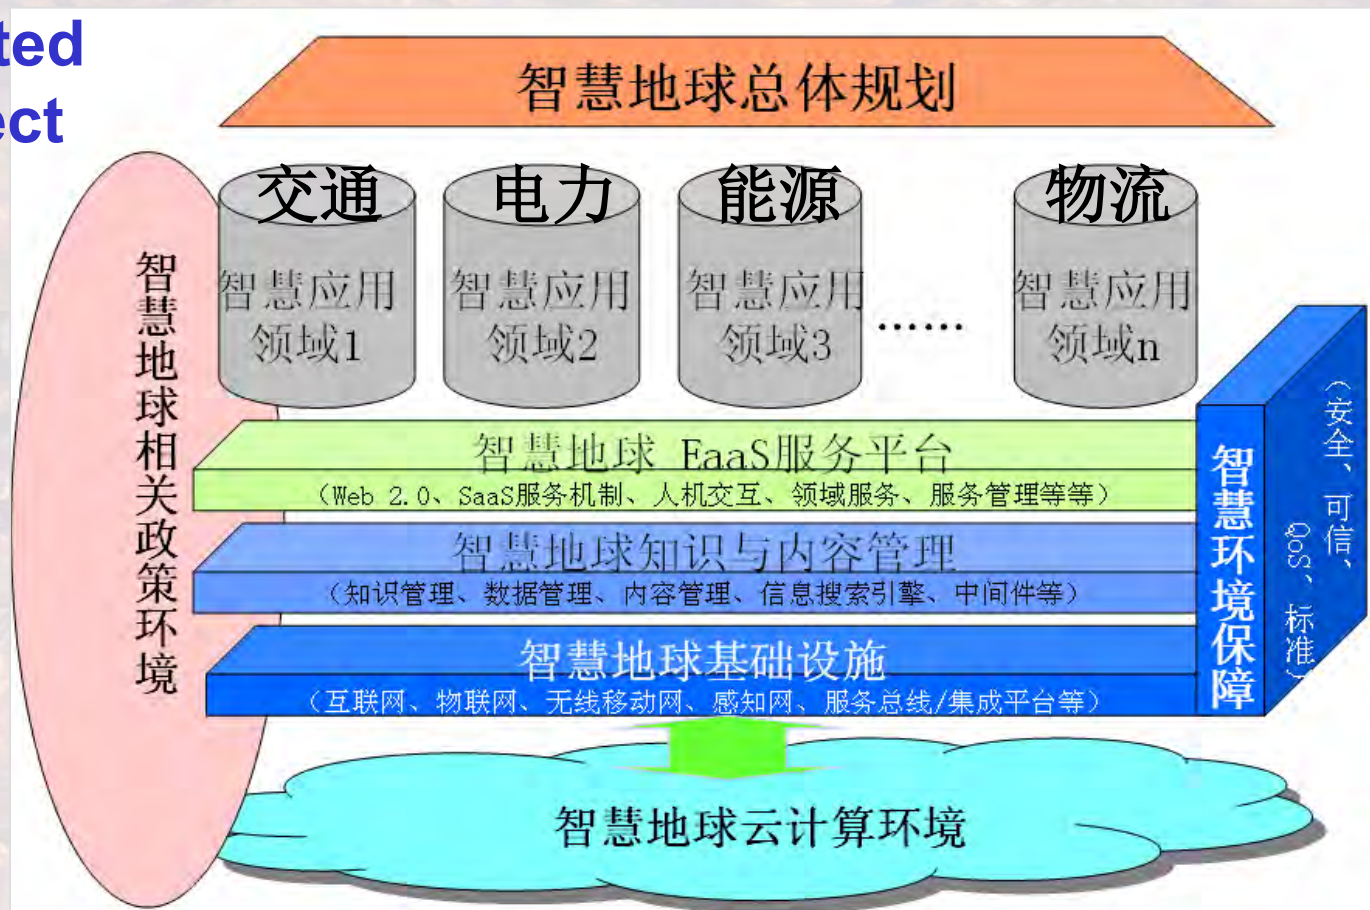 ted
ect
智慧地球总体规划
交通
智慧应用
领域1
电力
智慧应用
领域2
能源
智慧应用
领域3
……
物流
智慧应用
领域n
智慧地球相关政策环境
智慧地球 EaaS服务平台
（Web 2.0、SaaS服务机制、人机交互、领域服务、服务管理等等）
智慧地球知识与内容管理
（知识管理、数据管理、内容管理、信息搜索引擎、中间件等）
智慧地球基础设施
（互联网、物联网、无线移动网、感知网、服务总线/集成平台等）
智慧环境保障
（安全、可信、
QoS、标准）
智慧地球云计算环境